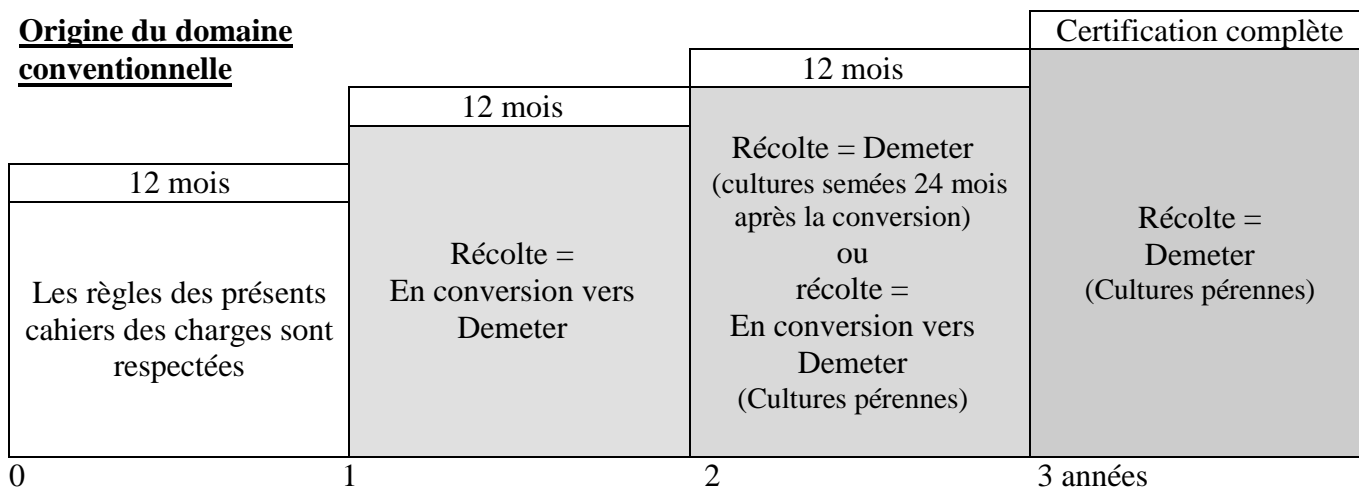 Origine du domaine
conventionnelle
12 mois
Les règles des présents
cahiers des charges sont
respectées
12 mois
Récolte =
En conversion vers
Demeter
12 mois
Récolte = Demeter
(cultures semées 24 mois
après la conversion)
ou
récolte =
En conversion vers
Demeter
(Cultures pérennes)
Certification complète
Récolte =
Demeter
(Cultures pérennes)
0 1 2 3 années